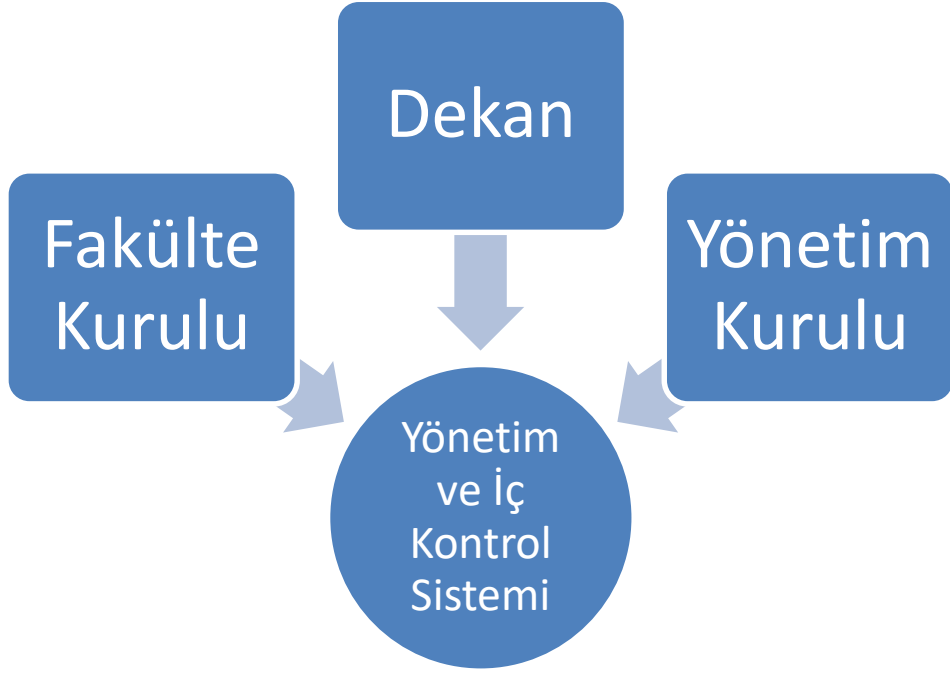 Dekan
Fakülte
Kurulu
Yönetim
Kurulu
Yönetim
ve İç
Kontrol
Sistemi